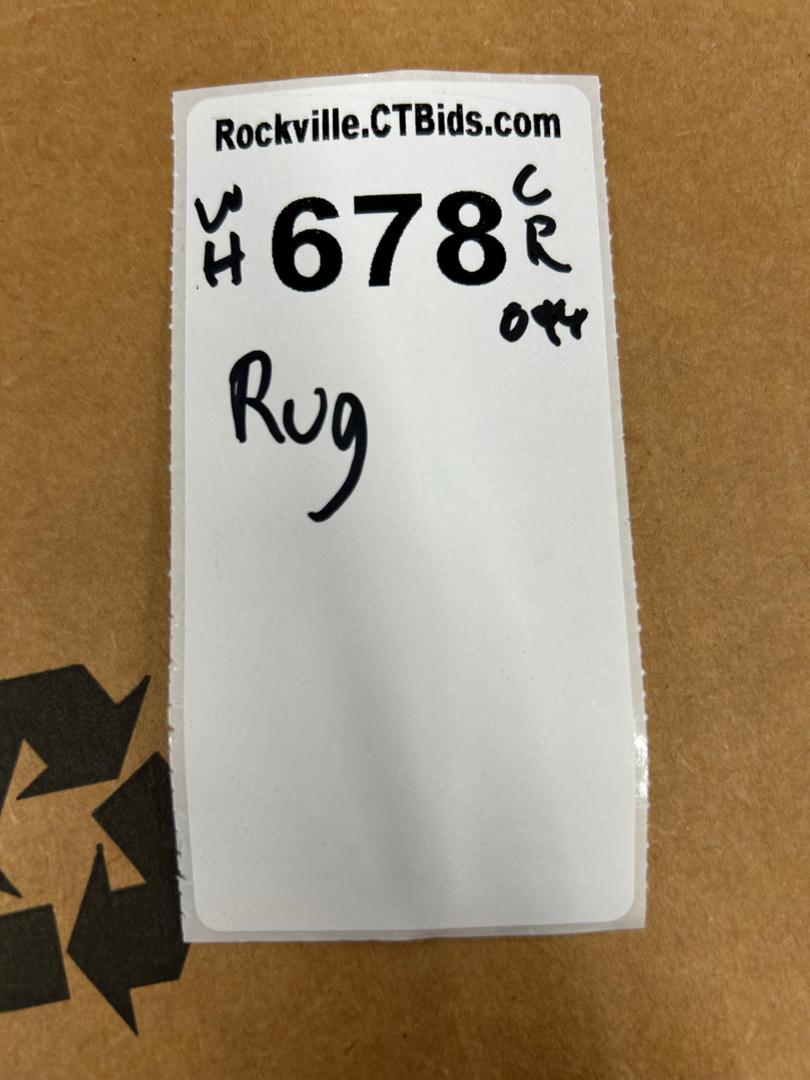 Rockville.CTBids.com
WH 678 CR
044
Rug